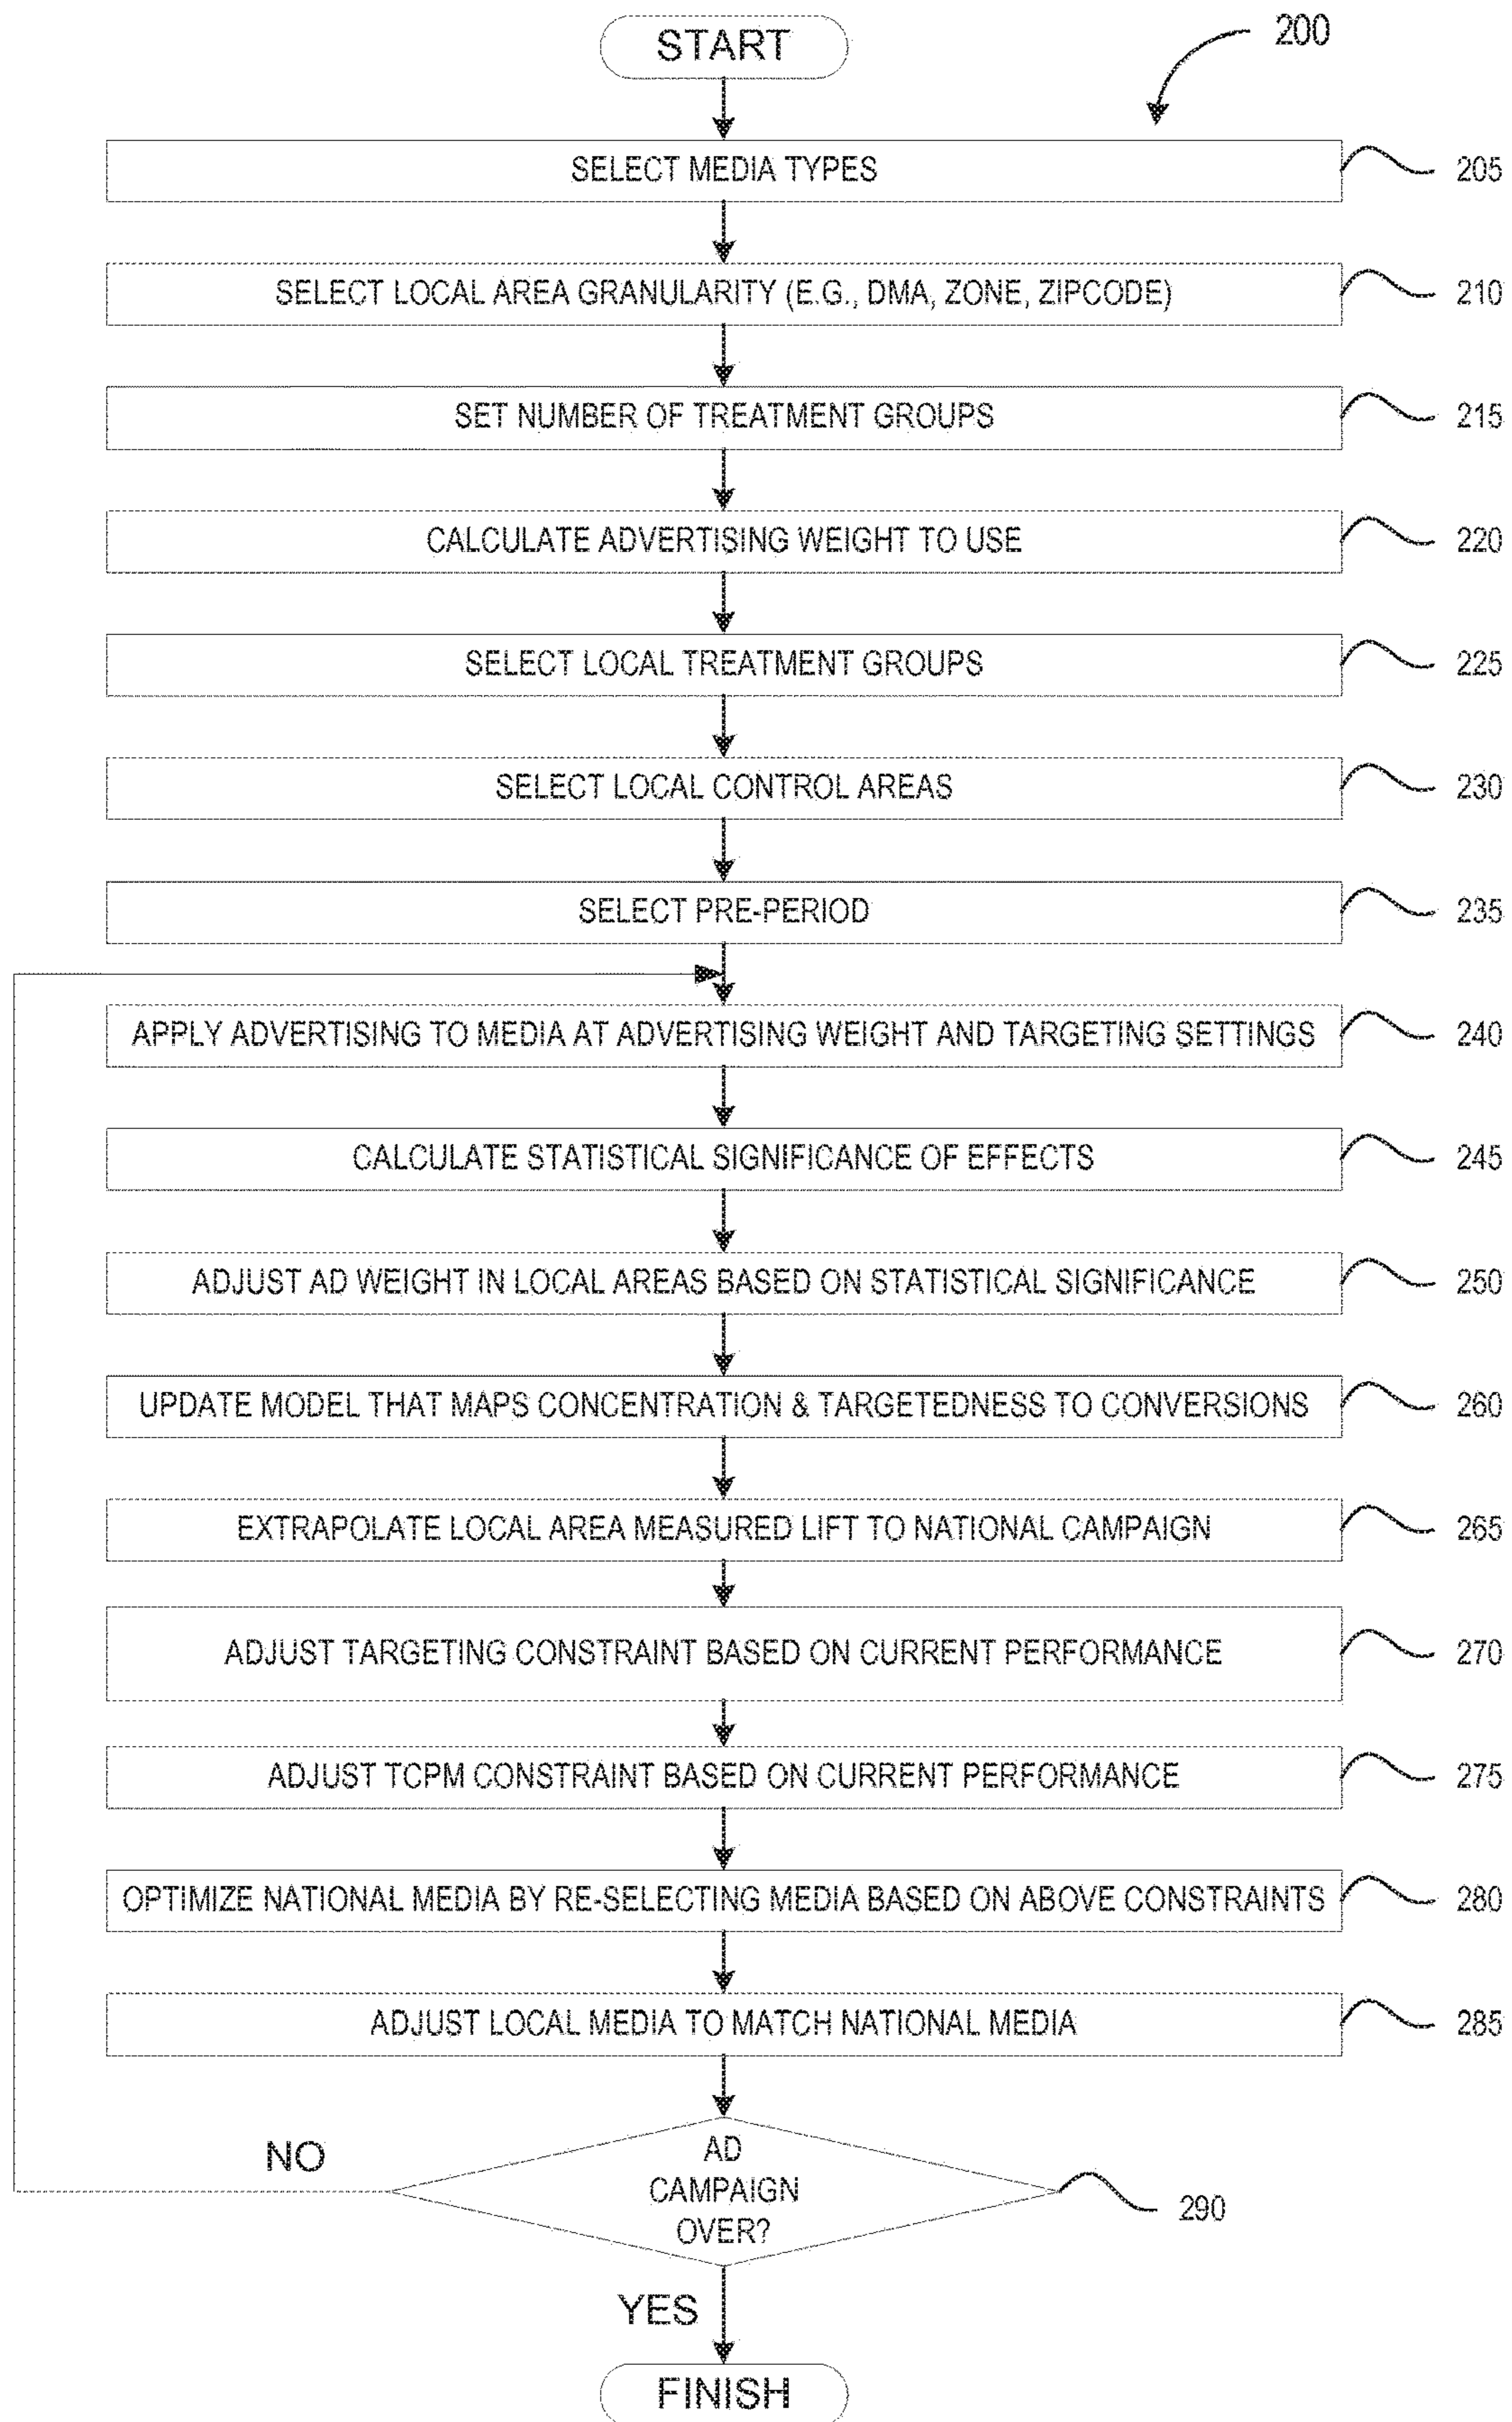 START
200
SELECT MEDIA TYPES
205
SELECT LOCAL AREA GRANULARITY (E.G., DMA, ZONE, ZIPCODE)
210
SET NUMBER OF TREATMENT GROUPS
215
CALCULATE ADVERTISING WEIGHT TO USE
220
SELECT LOCAL TREATMENT GROUPS
225
SELECT LOCAL CONTROL AREAS
230
SELECT PRE-PERIOD
235
APPLY ADVERTISING TO MEDIA AT ADVERTISING WEIGHT AND TARGETING SETTINGS
240
CALCULATE STATISTICAL SIGNIFICANCE OF EFFECTS
245
ADJUST AD WEIGHT IN LOCAL AREAS BASED ON STATISTICAL SIGNIFICANCE
250
UPDATE MODEL THAT MAPS CONCENTRATION & TARGETEDNESS TO CONVERSIONS
260
EXTRAPOLATE LOCAL AREA MEASURED LIFT TO NATIONAL CAMPAIGN
265
ADJUST TARGETING CONSTRAINT BASED ON CURRENT PERFORMANCE
270
ADJUST TCPM CONSTRAINT BASED ON CURRENT PERFORMANCE
275
OPTIMIZE NATIONAL MEDIA BY RE-SELECTING MEDIA BASED ON ABOVE CONSTRAINTS
280
ADJUST LOCAL MEDIA TO MATCH NATIONAL MEDIA
285
NO
AD
CAMPAIGN
OVER?
290
YES
FINISH